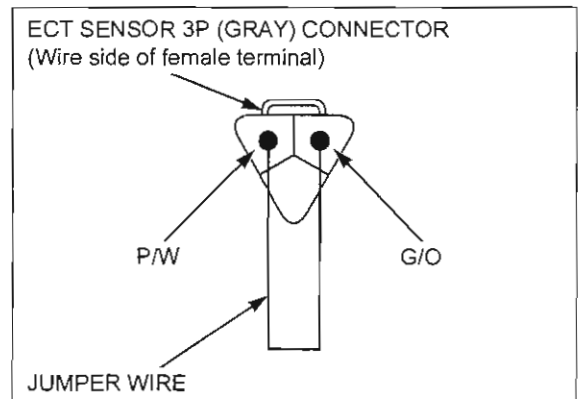 ECT SENSOR 3P (GRAY) CONNECTOR
(Wire side of female terminal)
P/W
G/O
JUMPER WIRE